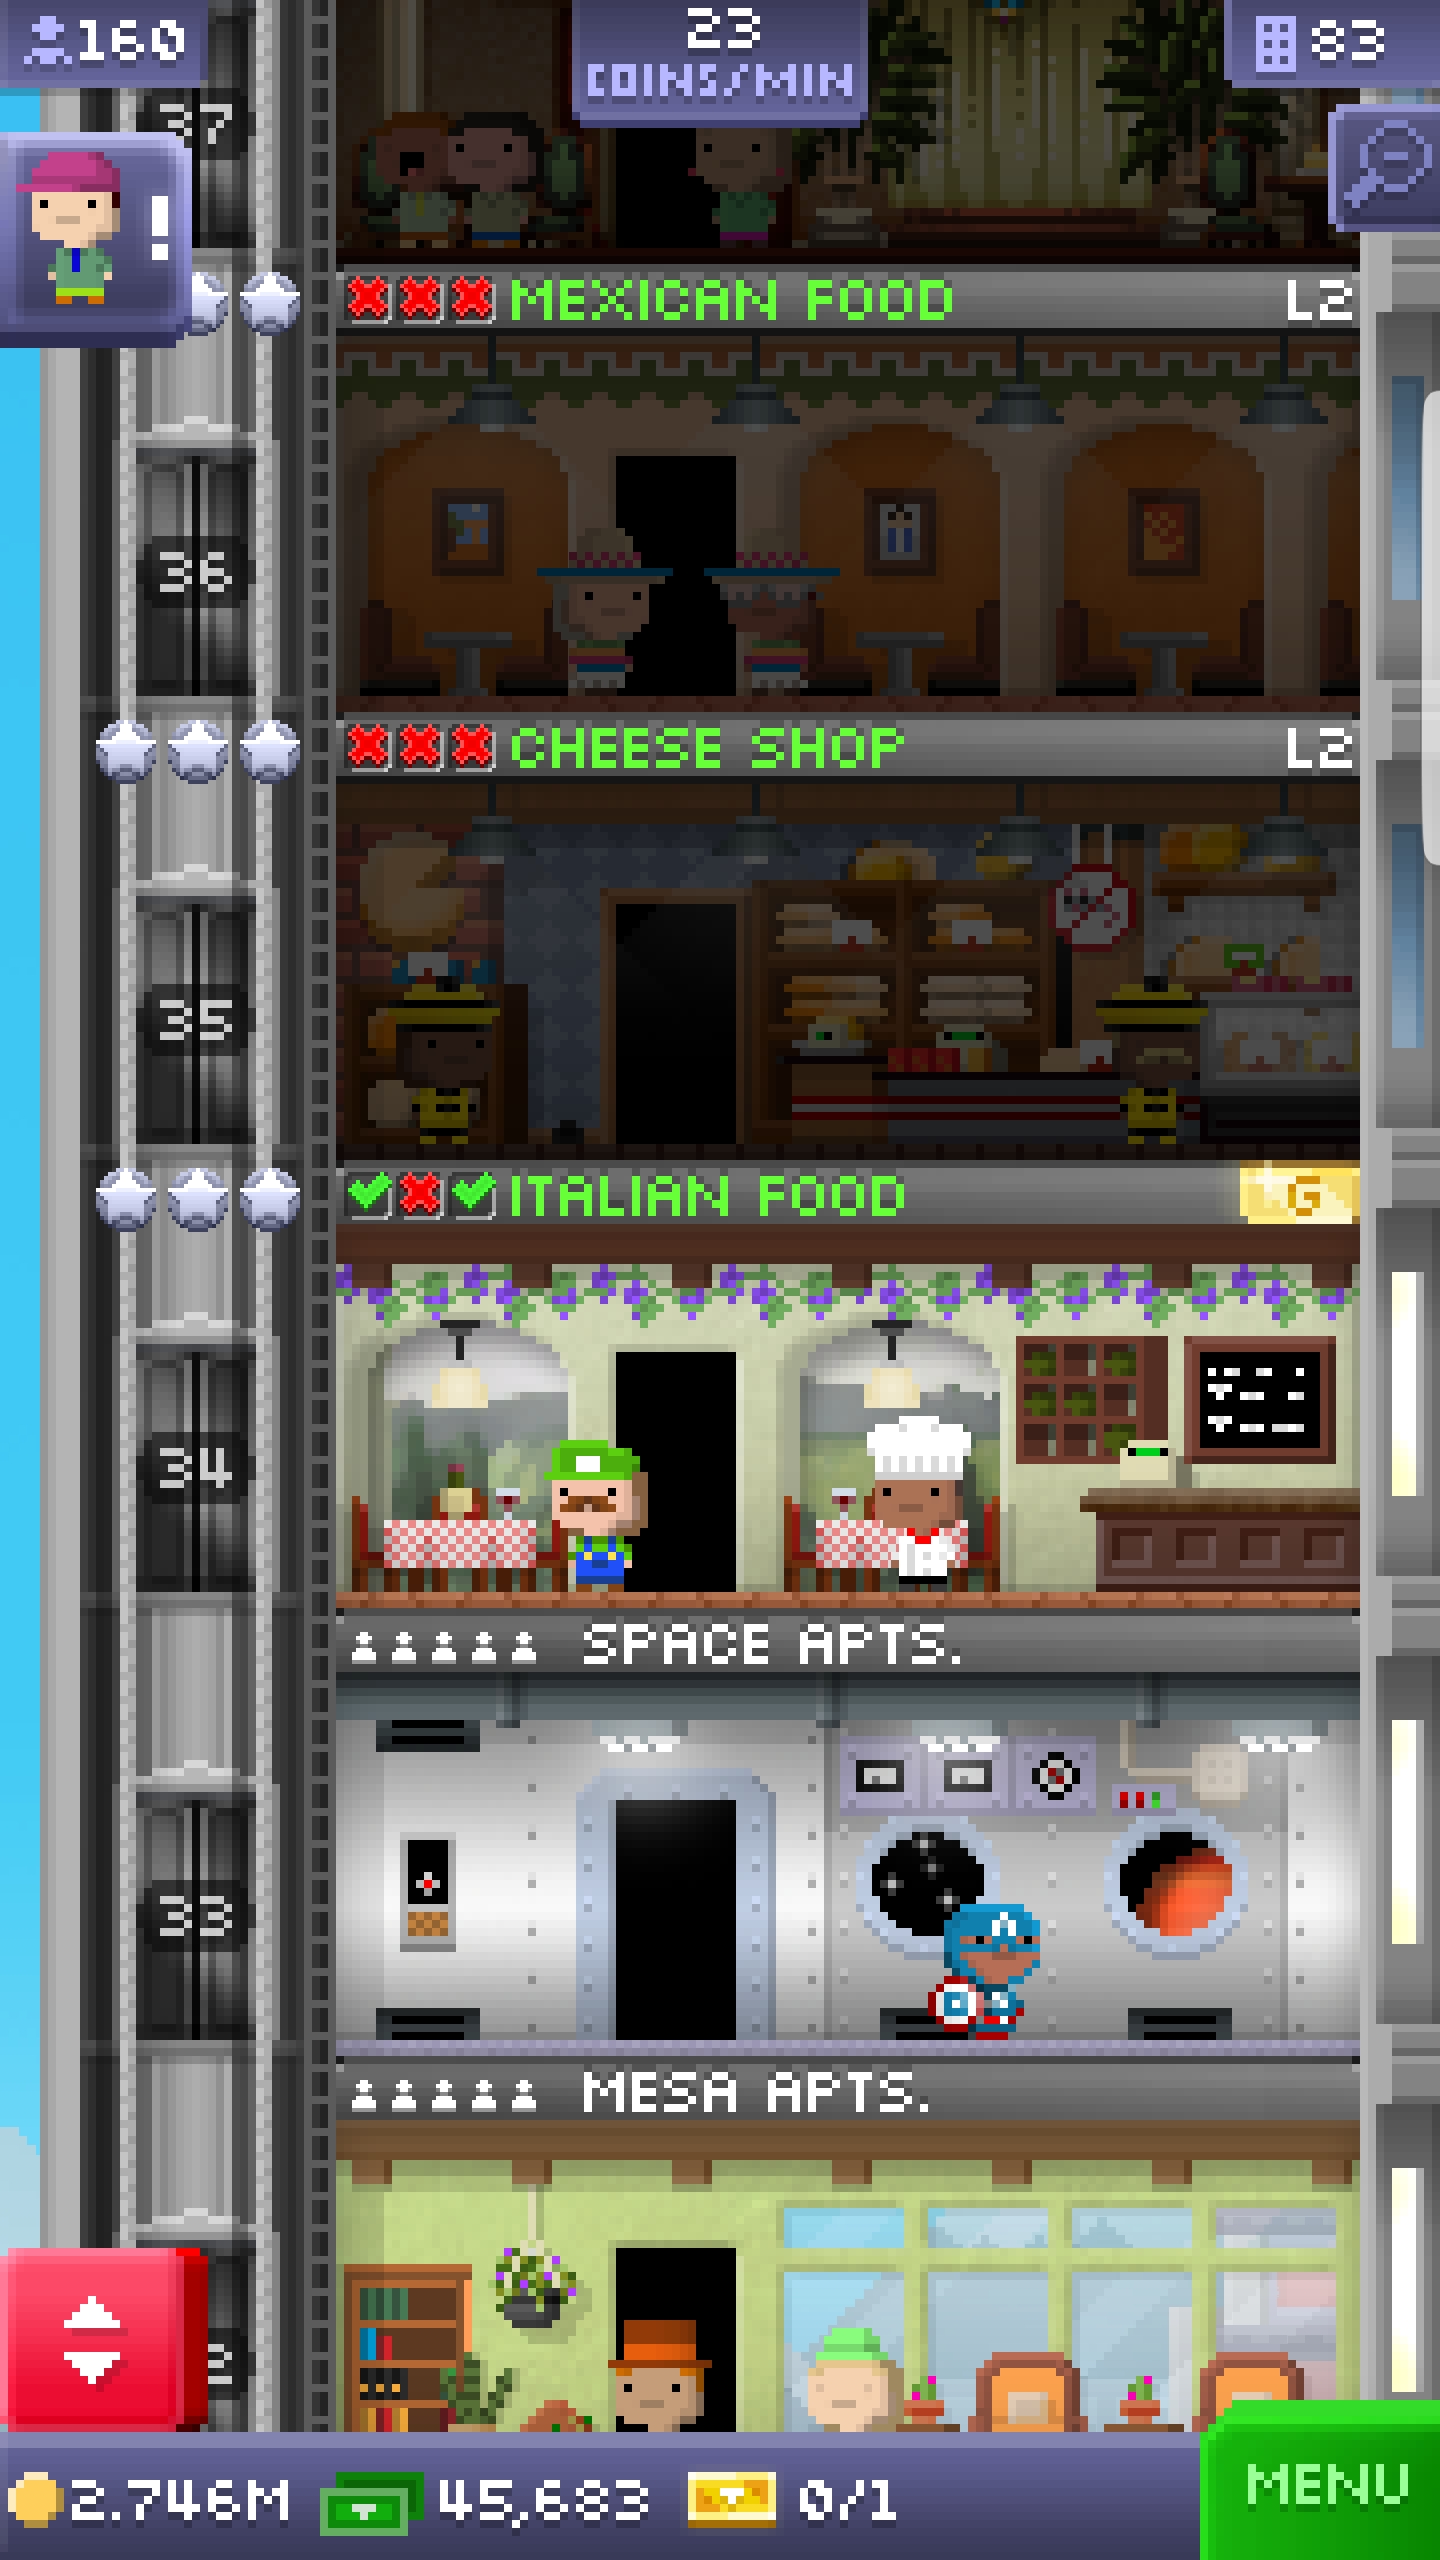 160
23
COINS/MIN
83
37
!
MEXICAN FOOD
L2
36
CHEESE SHOP
L2
35
ITALIAN FOOD
G
34
SPACE APTS.
33
MESA APTS.
2.746M
45,683
0/1
MENU